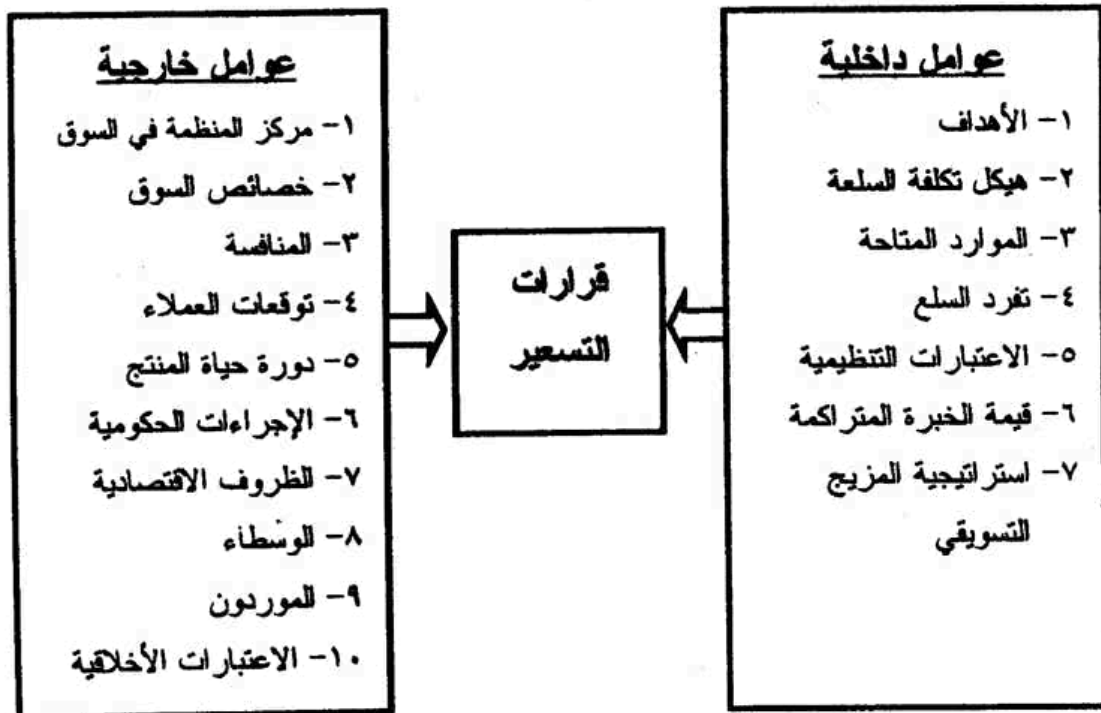 عوامل داخلية
١- الأهداف
٢- هيكل تكلفة السلعة
٣- الموارد المتاحة
٤- تفرد السلع
٥- الاعتبارات التنظيمية
٦- قيمة الخبرة المتراكمة
٧- استراتيجية المزيج
التسويقي
قرارات
التسعير
عوامل خارجية
١- مركز المنظمة في السوق
٢- خصائص السوق
٣- المنافسة
٤- توقعات العملاء
٥- دورة حياة المنتج
٦- الإجراءات الحكومية
٧- الظروف الاقتصادية
٨- الوسطاء
٩- الموردون
١٠- الاعتبارات الأخلاقية